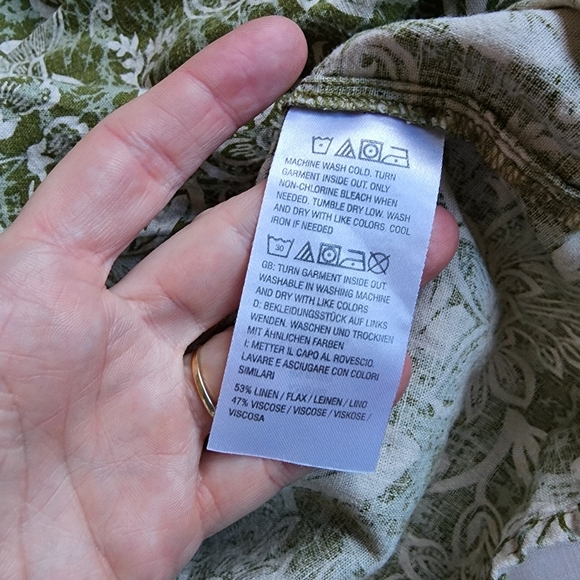 MACHINE WASH COLD. TURN
GARMENT INSIDE OUT. ONLY
NON-CHLORINE BLEACH WHEN
NEEDED. TUMBLE DRY LOW. WASH
AND DRY WITH LIKE COLORS. COOL
IRON IF NEEDED
30
GB: TURN GARMENT INSIDE OUT
WASHABLE IN WASHING MACHINE
AND DRY WITH LIKE COLORS
D: BEKLEIDUNGSSTÜCK AUF LINKS
WENDEN. WASCHEN UND TROCKNEN
MIT ÄHNLICHEN FARBEN
I: METTER IL CAPO AL ROVESCIO.
LAVARE E ASCIUGARE CON COLORI
SIMILARI
53% LINEN / FLAX / LEINEN / LINO
47% VISCOSE / VISCOSE / VISKOSE /
VISCOSA